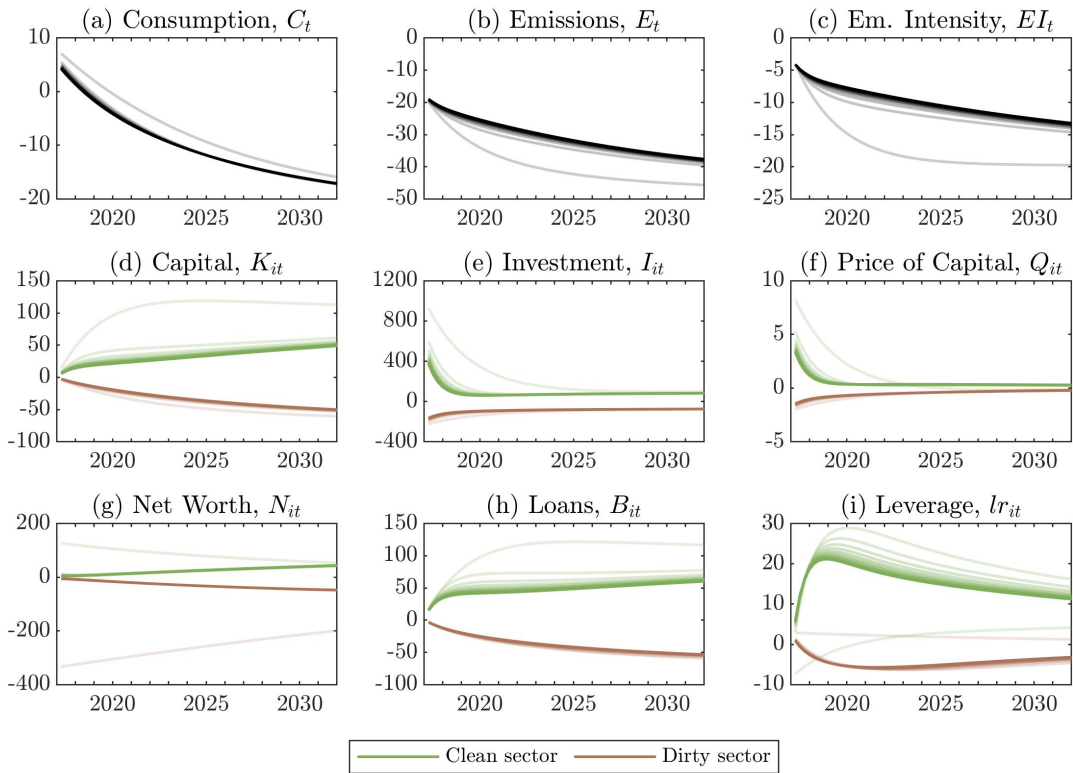 (a) Consumption, C_t
(b) Emissions, E_t
(c) Em. Intensity, EI_t
10
0
-10
-20
2020 2025 2030
0
-10
-20
-30
-40
-50
2020 2025 2030
0
-5
-10
-15
-20
-25
2020 2025 2030
(d) Capital, K_it
(e) Investment, I_it
(f) Price of Capital, Q_it
150
100
50
0
-50
-100
2020 2025 2030
1200
800
400
0
-400
2020 2025 2030
10
5
0
-5
2020 2025 2030
(g) Net Worth, N_it
(h) Loans, B_it
(i) Leverage, lr_it
200
0
-200
-400
2020 2025 2030
150
100
50
0
-50
-100
2020 2025 2030
30
20
10
0
-10
2020 2025 2030
Clean sector Dirty sector